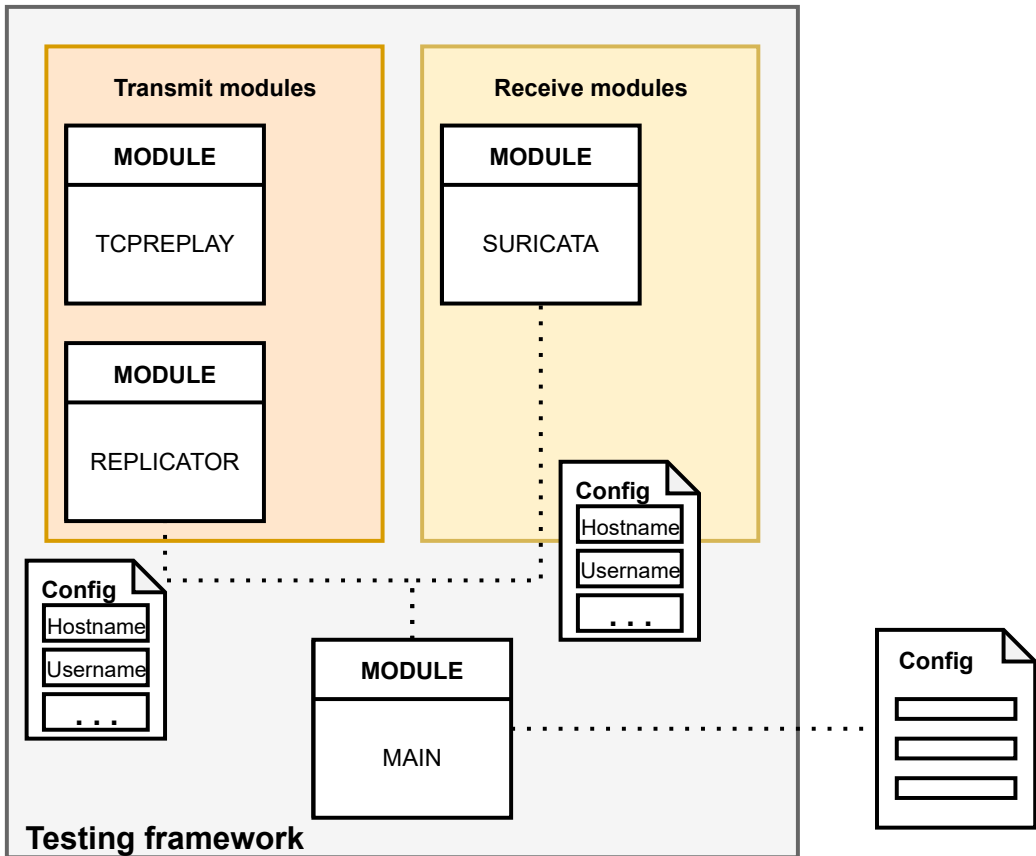 Transmit modules
MODULE
TCPREPLAY
MODULE
REPLICATOR
Receive modules
MODULE
SURICATA
Config
Hostname
Username
. . .
Config
Hostname
Username
. . .
MODULE
MAIN
Config
Testing framework